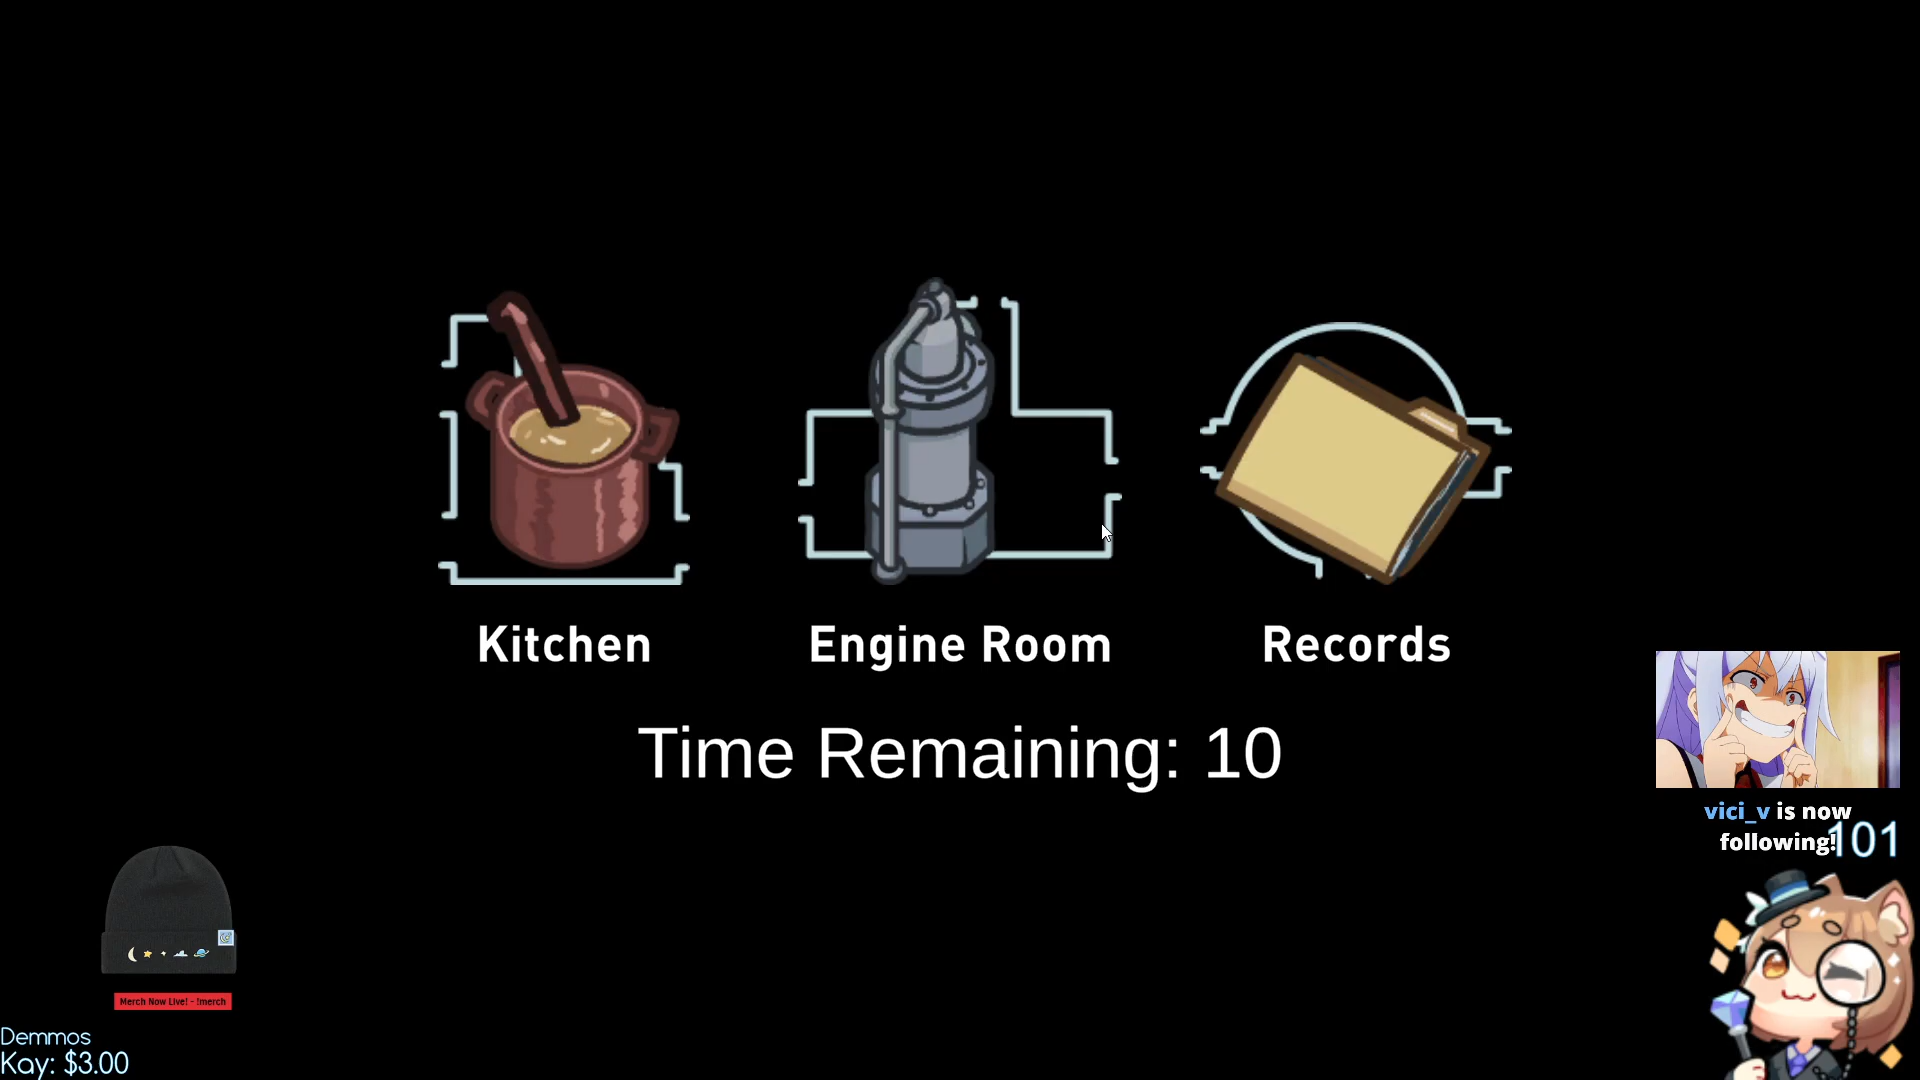 Kitchen
Engine Room
Records
Time Remaining: 10
vici_v is now
following!
101
Merch Now Live! - !merch
Demmos
Kay: $3.00